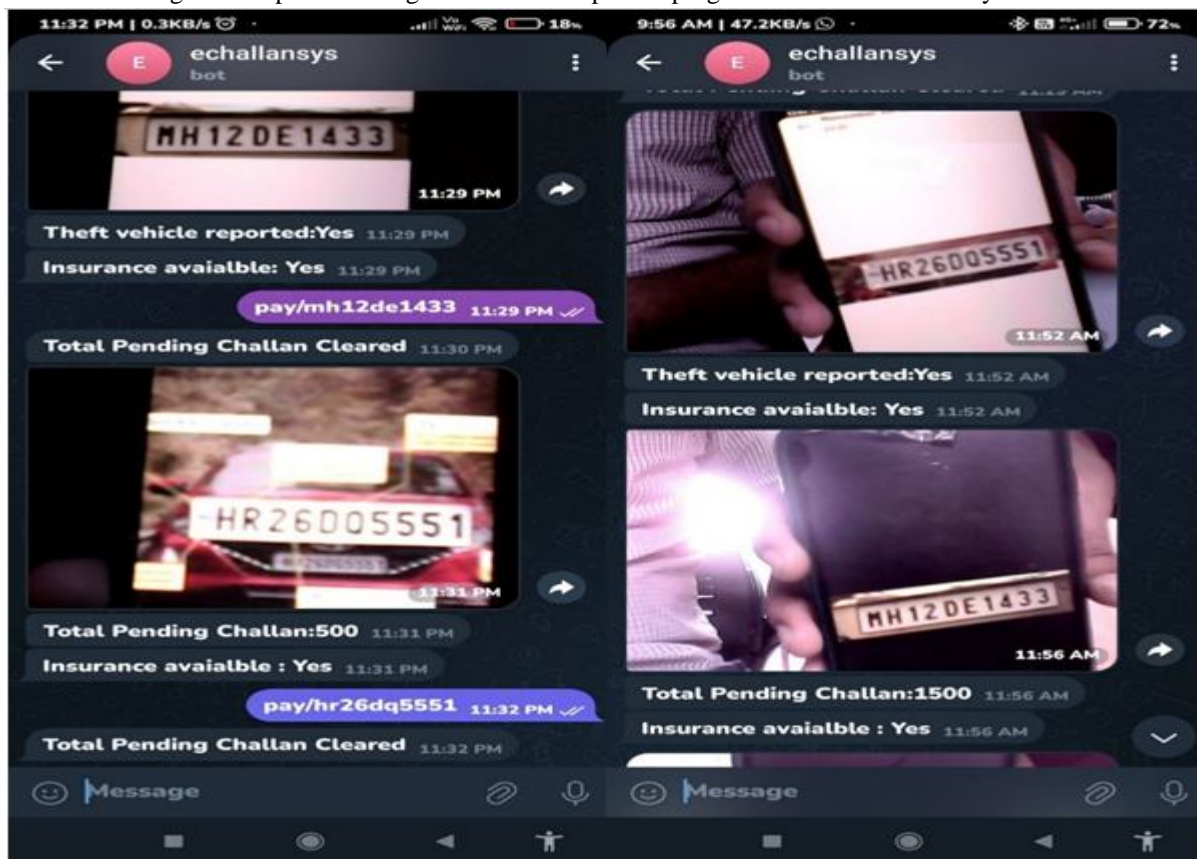 11:32 PM | 0.3KB/s
18%
echallansys
bot
MH12DE1433
11:29 PM
Theft vehicle reported:Yes 11:29 PM
Insurance avaialble: Yes 11:29 PM
pay/mh12de1433 11:29 PM
Total Pending Challan Cleared 11:30 PM
HR26DQ5551
11:31 PM
Total Pending Challan:500 11:31 PM
Insurance avaialble : Yes 11:31 PM
pay/hr26dq5551 11:32 PM
Total Pending Challan Cleared 11:32 PM
Message
9:56 AM | 47.2KB/s
72%
echallansys
bot
HR26DQ5551
11:52 AM
Theft vehicle reported:Yes 11:52 AM
Insurance avaialble: Yes 11:52 AM
MH12DE1433
11:56 AM
Total Pending Challan:1500 11:56 AM
Insurance avaialble : Yes 11:56 AM
Message